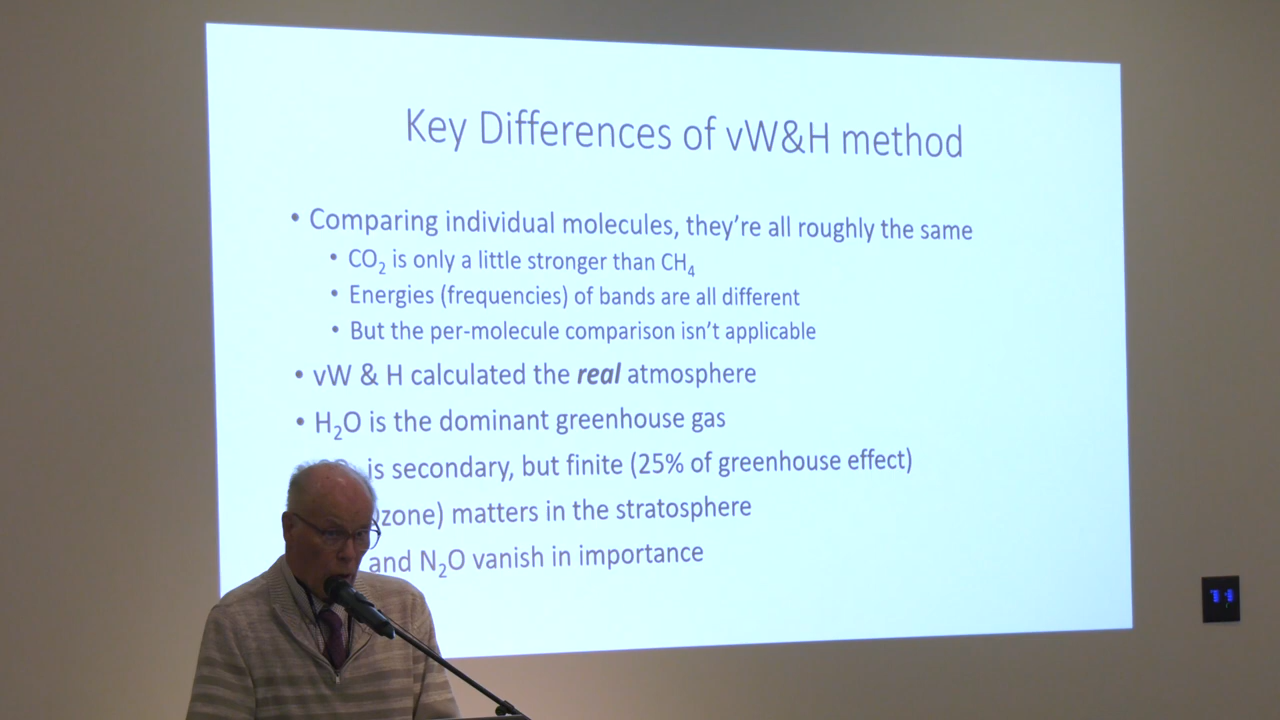 Key Differences of vW&H method
• Comparing individual molecules, they're all roughly the same
• CO₂ is only a little stronger than CH₄
• Energies (frequencies) of bands are all different
• But the per-molecule comparison isn't applicable
• vW & H calculated the real atmosphere
• H₂O is the dominant greenhouse gas
is secondary, but finite (25% of greenhouse effect)
zone) matters in the stratosphere
and N₂O vanish in importance